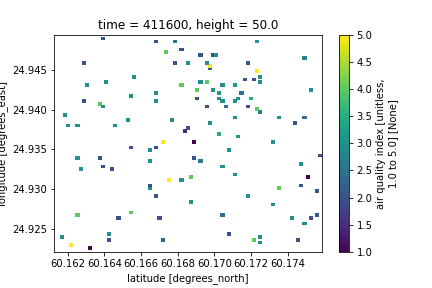 time = 411600, height = 50.0
24.945
24.940
24.935
24.930
24.925
longitude [degrees_east]
60.162 60.164 60.166 60.168 60.170 60.172 60.174
latitude [degrees_north]
5.0
4.5
4.0
3.5
3.0
2.5
2.0
1.5
1.0
air quality index [unitless,
1.0 to 5.0] [None]